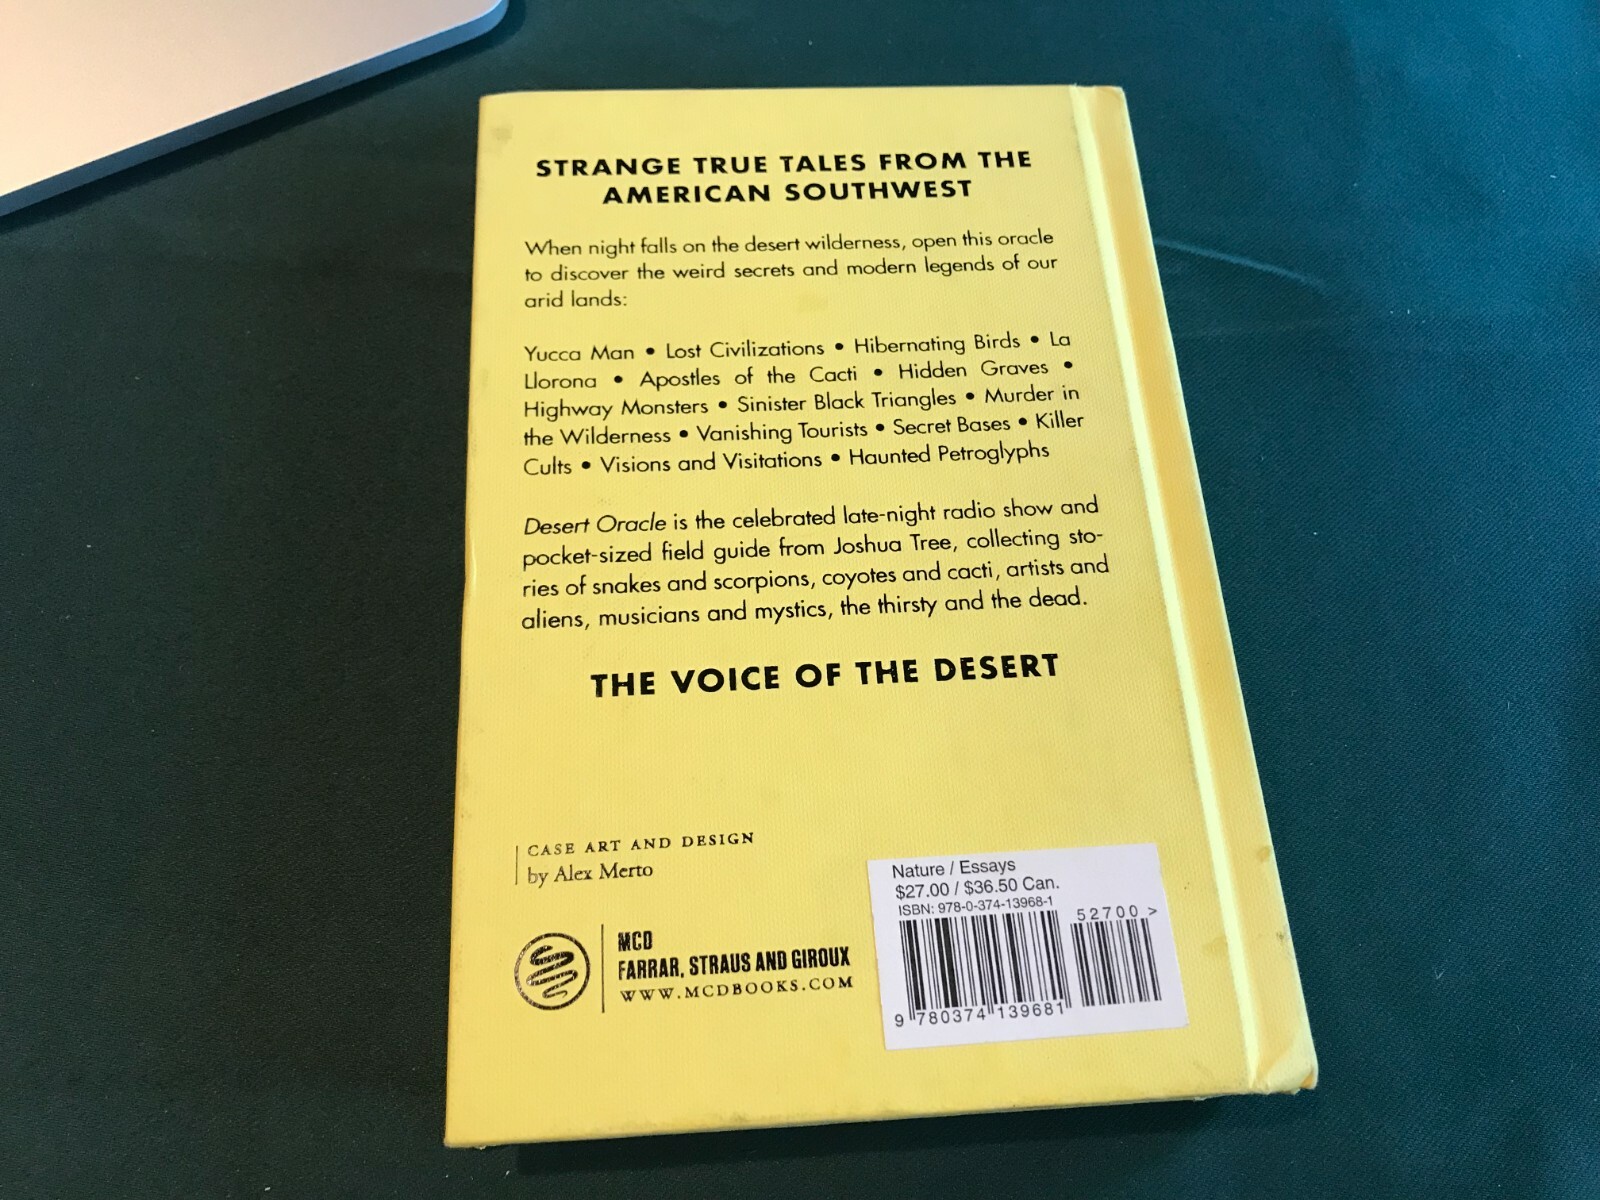 STRANGE TRUE TALES FROM THE
AMERICAN SOUTHWEST
When night falls on the desert wilderness, open this oracle
to discover the weird secrets and modern legends of our
arid lands:
Yucca Man • Lost Civilizations • Hibernating Birds • La
Llorona • Apostles of the Cacti • Hidden Graves •
Highway Monsters • Sinister Black Triangles • Murder in
the Wilderness • Vanishing Tourists • Secret Bases • Killer
Cults • Visions and Visitations • Haunted Petroglyphs
Desert Oracle is the celebrated late-night radio show and
pocket-sized field guide from Joshua Tree, collecting sto-
ries of snakes and scorpions, coyotes and cacti, artists and
aliens, musicians and mystics, the thirsty and the dead.
THE VOICE OF THE DESERT
CASE ART AND DESIGN
by Alex Merto
MCD
FARRAR, STRAUS AND GIROUX
WWW.MCDBOOKS.COM
Nature / Essays
$27.00 / $36.50 Can.
ISBN: 978-0-374-13968-1
52700 >
9 780374 139681